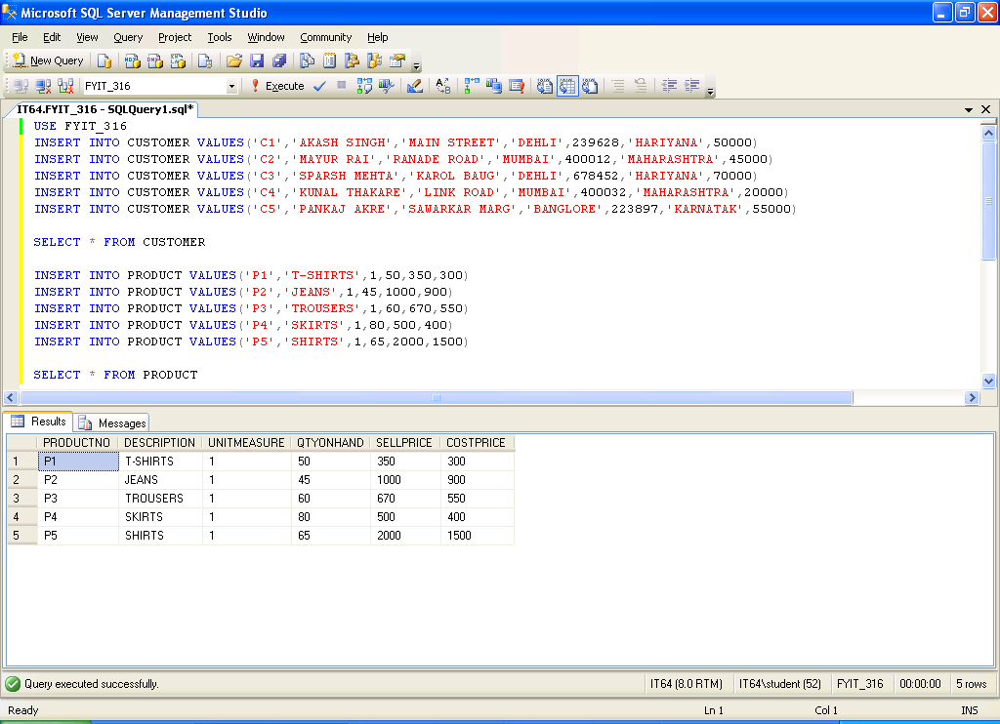 Microsoft SQL Server Management Studio
File Edit View Query Project Tools Window Community Help
New Query
FYIT_316 Execute
IT64.FYIT_316 - SQLQuery1.sql*
USE FYIT_316
INSERT INTO CUSTOMER VALUES('C1','AKASH SINGH','MAIN STREET','DEHLI',239628,'HARIYANA',50000)
INSERT INTO CUSTOMER VALUES('C2','MAYUR RAI','RANADE ROAD','MUMBAI',400012,'MAHARASHTRA',45000)
INSERT INTO CUSTOMER VALUES('C3','SPARSH MEHTA','KAROL BAUG','DEHLI',678452,'HARIYANA',70000)
INSERT INTO CUSTOMER VALUES('C4','KUNAL THAKARE','LINK ROAD','MUMBAI',400032,'MAHARASHTRA',20000)
INSERT INTO CUSTOMER VALUES('C5','PANKAJ AKRE','SAWARKAR MARG','BANGLORE',223897,'KARNATAK',55000)
SELECT * FROM CUSTOMER
INSERT INTO PRODUCT VALUES('P1','T-SHIRTS',1,50,350,300)
INSERT INTO PRODUCT VALUES('P2','JEANS',1,45,1000,900)
INSERT INTO PRODUCT VALUES('P3','TROUSERS',1,60,670,550)
INSERT INTO PRODUCT VALUES('P4','SKIRTS',1,80,500,400)
INSERT INTO PRODUCT VALUES('P5','SHIRTS',1,65,2000,1500)
SELECT * FROM PRODUCT
Results Messages
PRODUCTNO DESCRIPTION UNITMEASURE QTYONHAND SELLPRICE COSTPRICE
1 P1 T-SHIRTS 1 50 350 300
2 P2 JEANS 1 45 1000 900
3 P3 TROUSERS 1 60 670 550
4 P4 SKIRTS 1 80 500 400
5 P5 SHIRTS 1 65 2000 1500
Query executed successfully. IT64 (8.0 RTM) IT64\student (52) FYIT_316 00:00:00 5 rows
Ready Ln 1 Col 1 INS